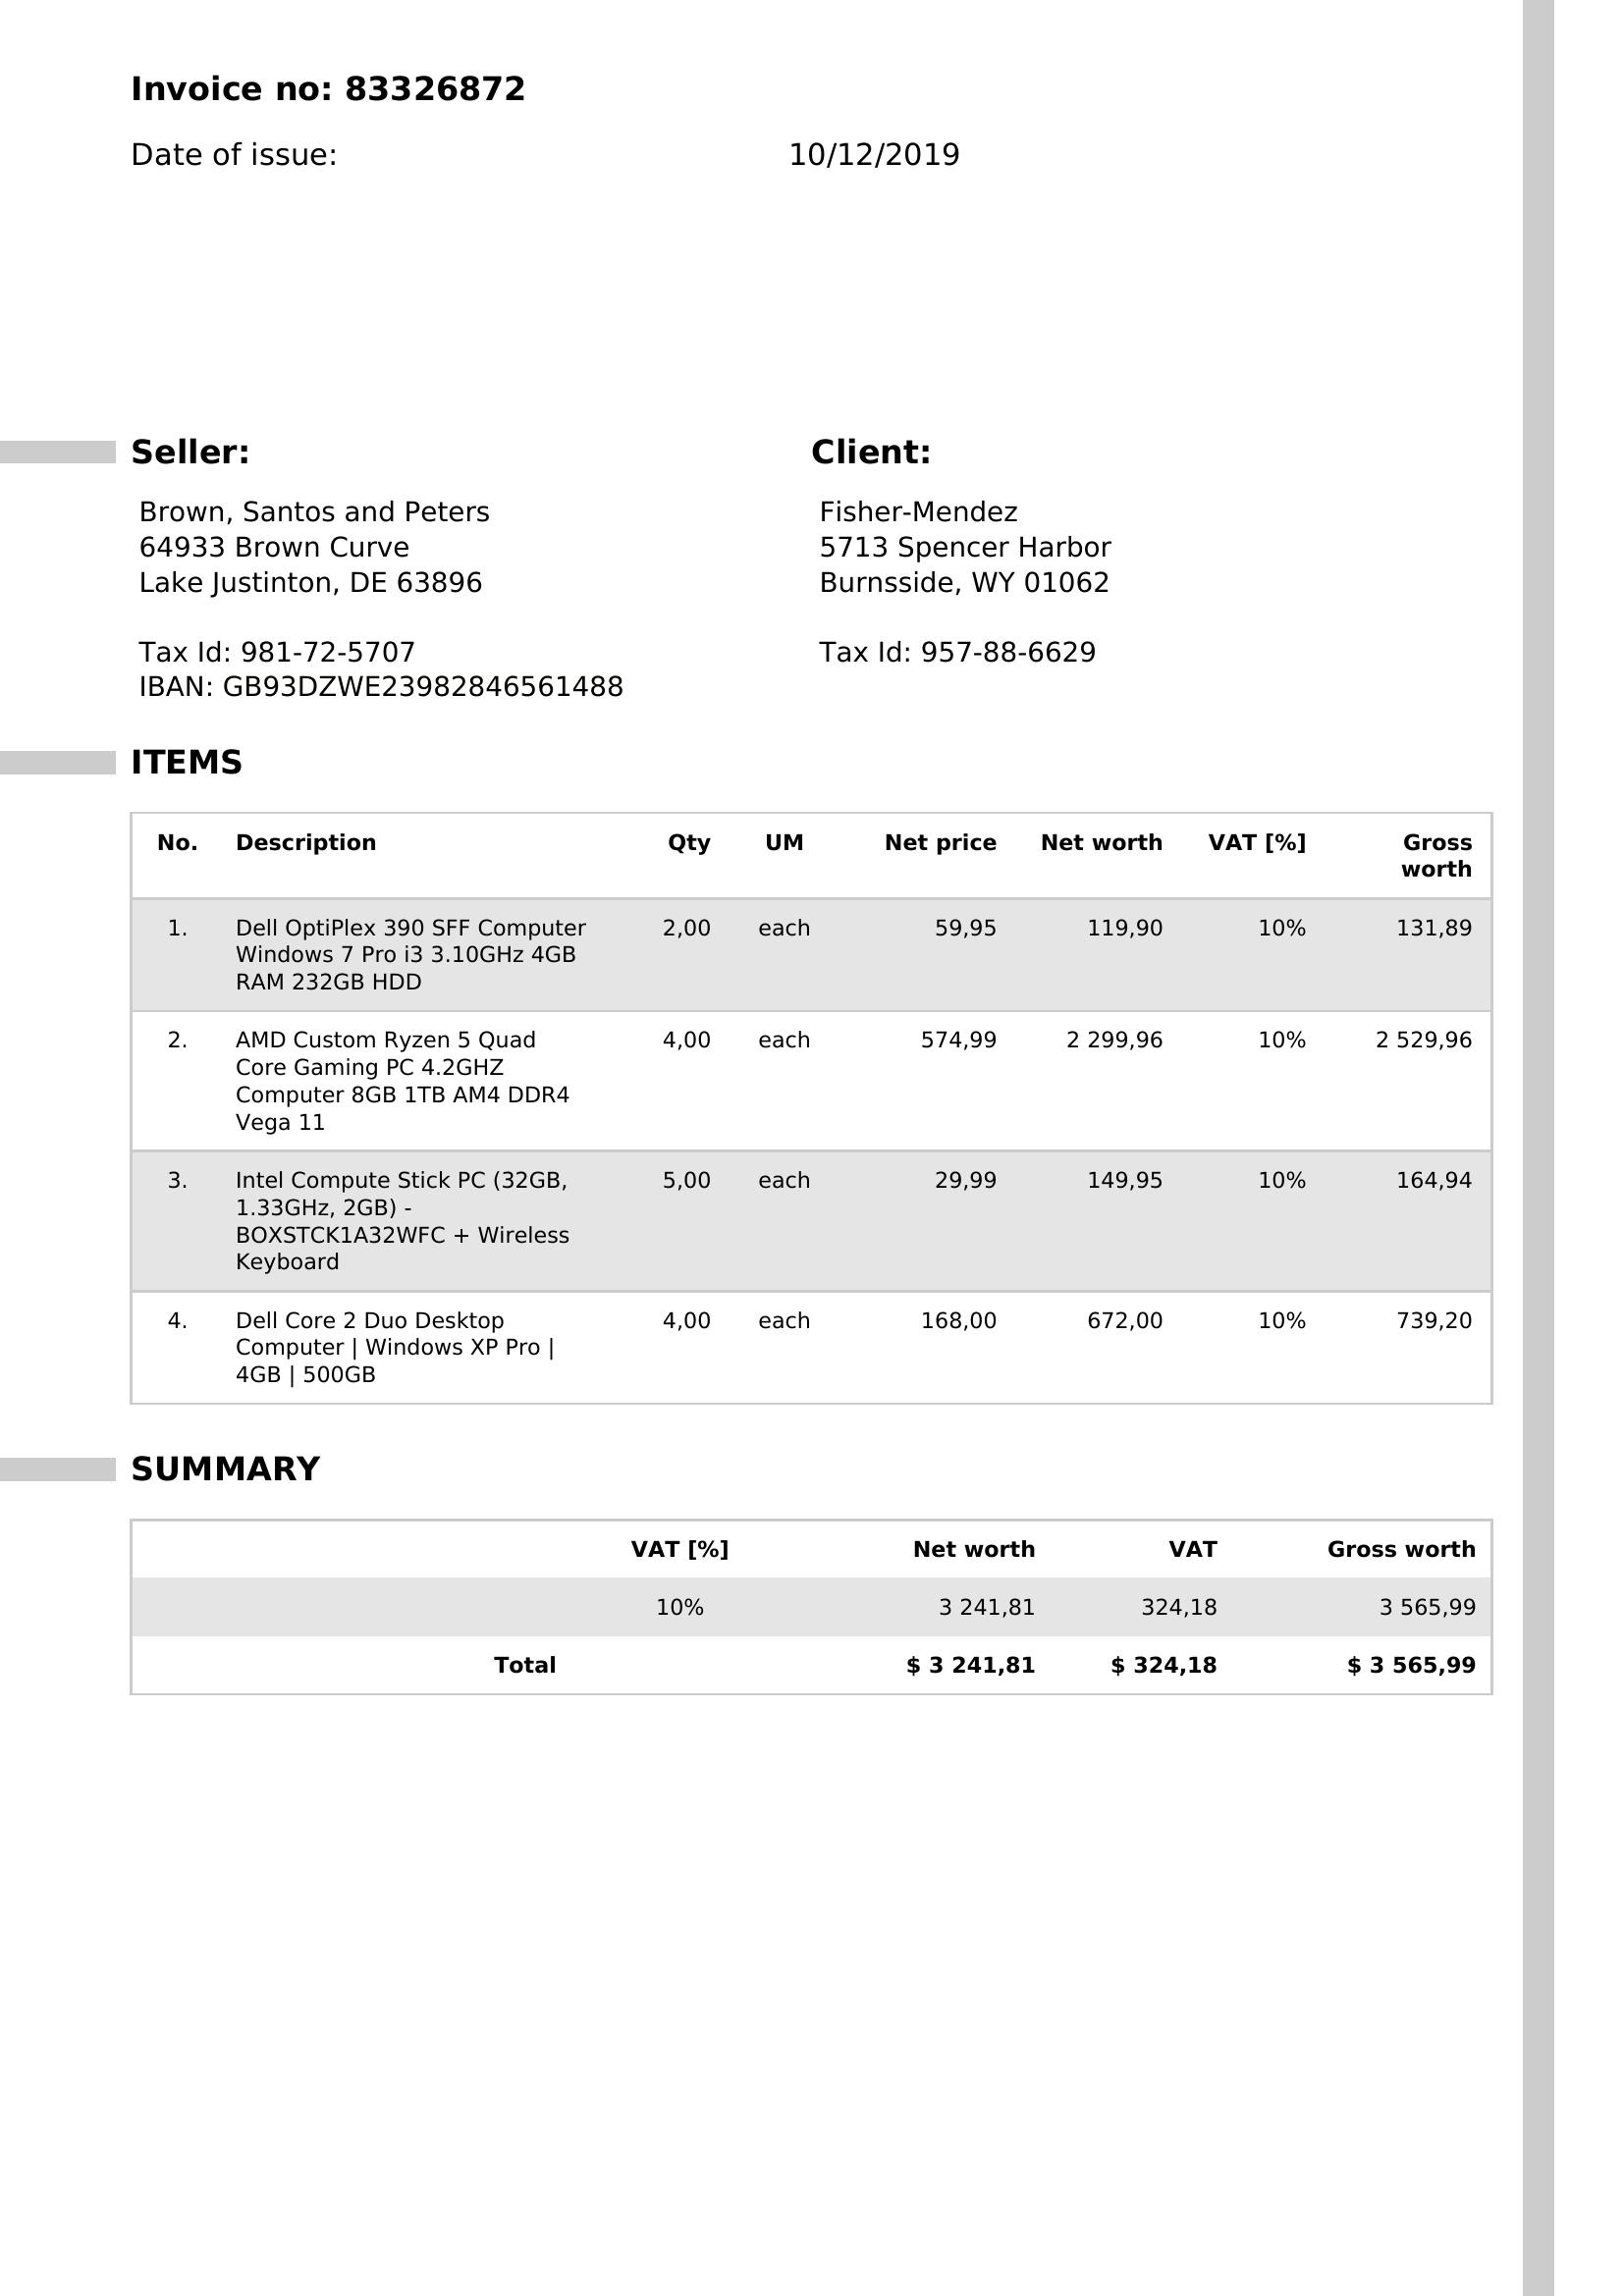 Invoice no: 83326872
Date of issue: 10/12/2019
Seller:
Brown, Santos and Peters
64933 Brown Curve
Lake Justinton, DE 63896
Tax Id: 981-72-5707
IBAN: GB93DZWE23982846561488
Client:
Fisher-Mendez
5713 Spencer Harbor
Burnsside, WY 01062
Tax Id: 957-88-6629
ITEMS
No. Description Qty UM Net price Net worth VAT [%] Gross
worth
1. Dell OptiPlex 390 SFF Computer 2,00 each 59,95 119,90 10% 131,89
Windows 7 Pro i3 3.10GHz 4GB
RAM 232GB HDD
2. AMD Custom Ryzen 5 Quad 4,00 each 574,99 2 299,96 10% 2 529,96
Core Gaming PC 4.2GHZ
Computer 8GB 1TB AM4 DDR4
Vega 11
3. Intel Compute Stick PC (32GB, 5,00 each 29,99 149,95 10% 164,94
1.33GHz, 2GB) -
BOXSTCK1A32WFC + Wireless
Keyboard
4. Dell Core 2 Duo Desktop 4,00 each 168,00 672,00 10% 739,20
Computer | Windows XP Pro |
4GB | 500GB
SUMMARY
VAT [%] Net worth VAT Gross worth
10% 3 241,81 324,18 3 565,99
Total $ 3 241,81 $ 324,18 $ 3 565,99